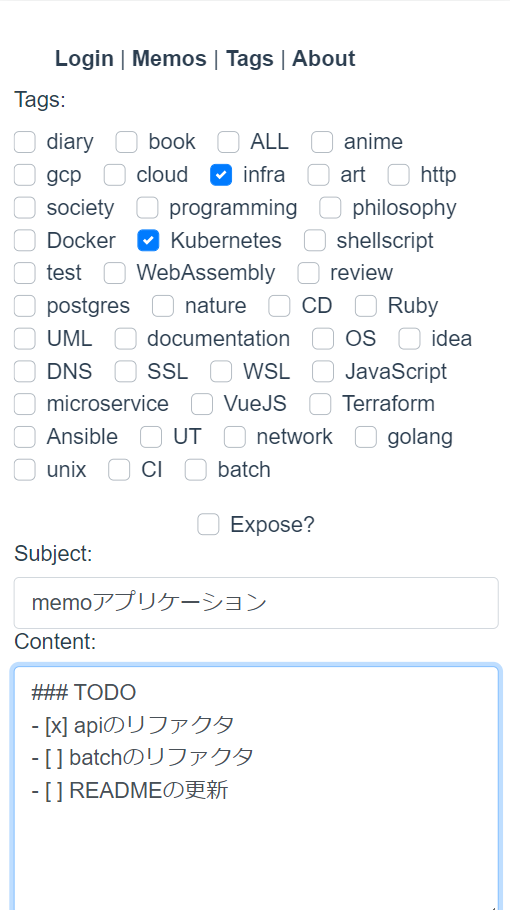 Login | Memos | Tags | About
Tags:
diary book ALL anime
gcp cloud infra art http
society programming philosophy
Docker Kubernetes shellscript
test WebAssembly review
postgres nature CD Ruby
UML documentation OS idea
DNS SSL WSL JavaScript
microservice VueJS Terraform
Ansible UT network golang
unix CI batch
Expose?
Subject:
memoアプリケーション
Content:
### TODO
- [x] apiのリファクタ
- [ ] batchのリファクタ
- [ ] READMEの更新